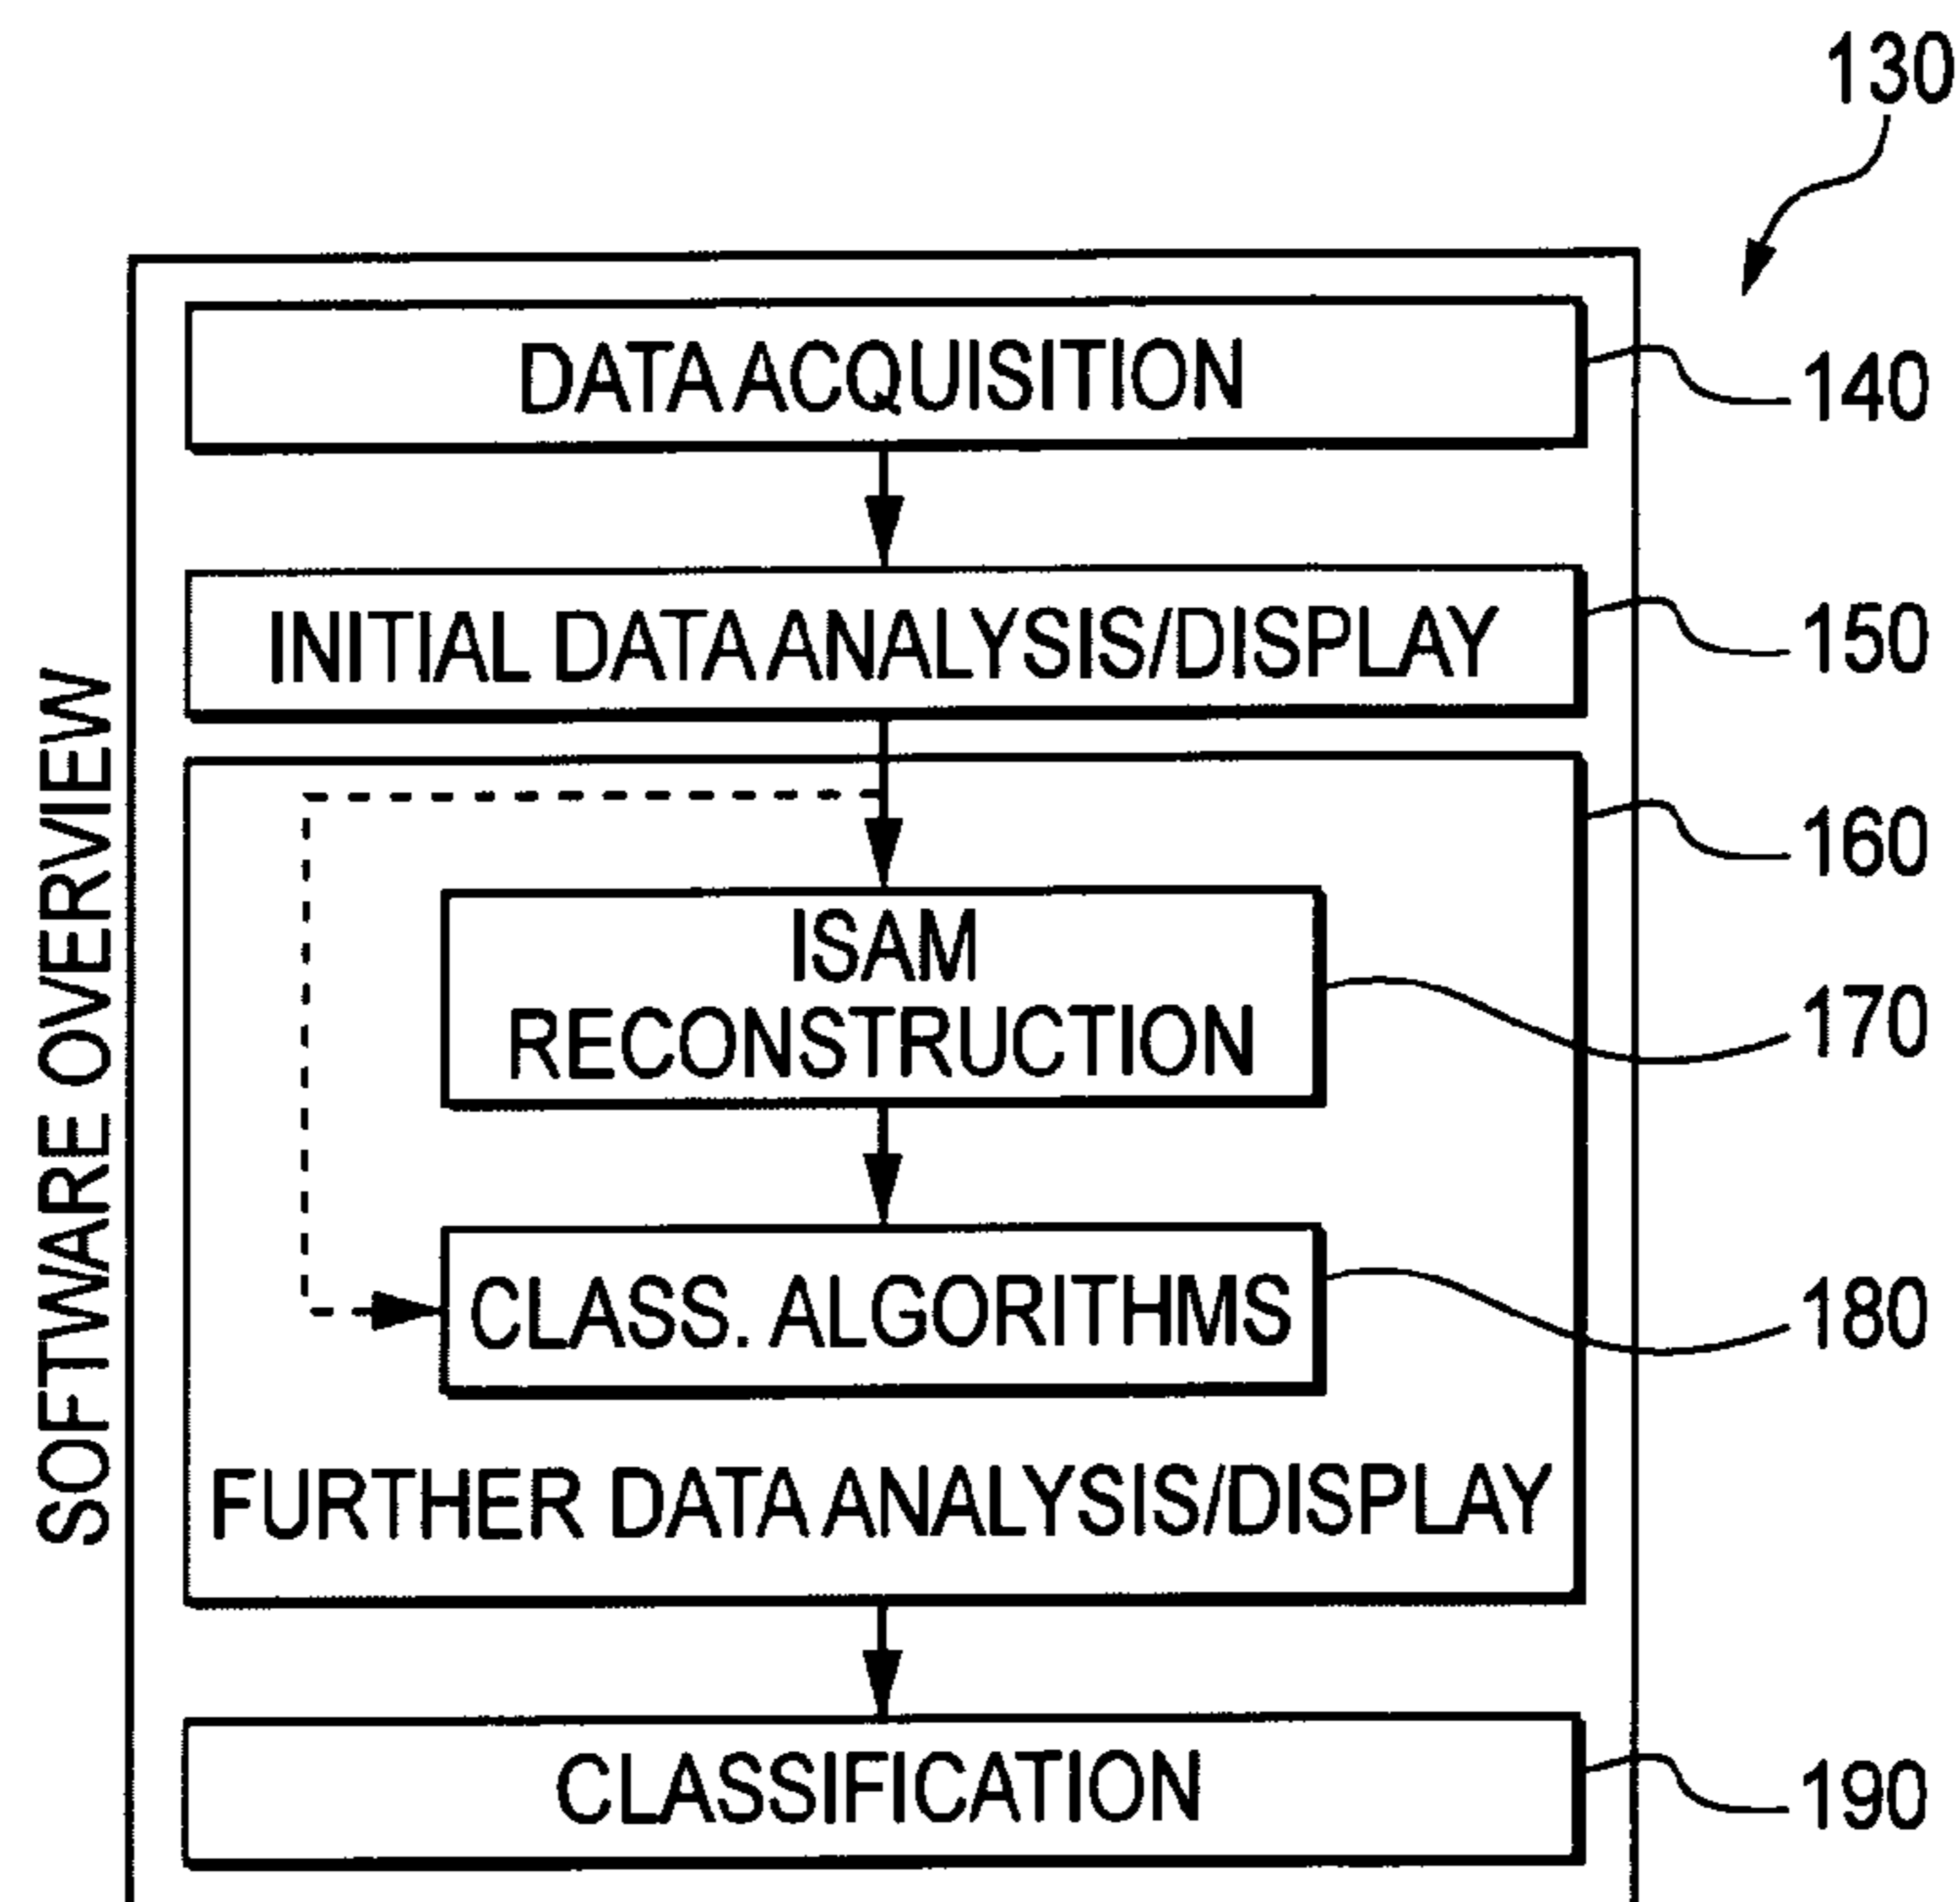 130
SOFTWARE OVERVIEW
DATA ACQUISITION
140
INITIAL DATA ANALYSIS/DISPLAY
150
160
ISAM
RECONSTRUCTION
170
CLASS. ALGORITHMS
180
FURTHER DATA ANALYSIS/DISPLAY
CLASSIFICATION
190